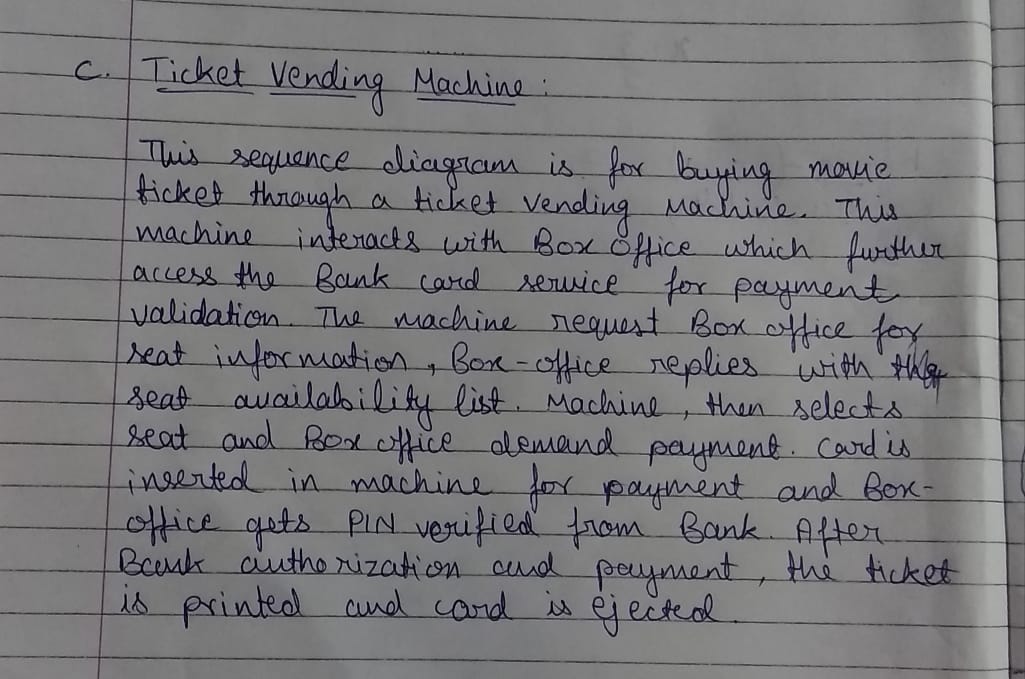 C. Ticket Vending Machine :
This sequence diagram is for buying movie
ticket through a ticket vending Machine. This
machine interacts with Box office which further
access the Bank card service for payment
validation. The machine request Box office for
seat information, Box-office replies with the
seat availability list. Machine, then selects
seat and Box office demand payment. Card is
inserted in machine for payment and Box-
office gets PIN verified from Bank. After
Bank authorization and payment, the ticket
is printed and card is ejected.